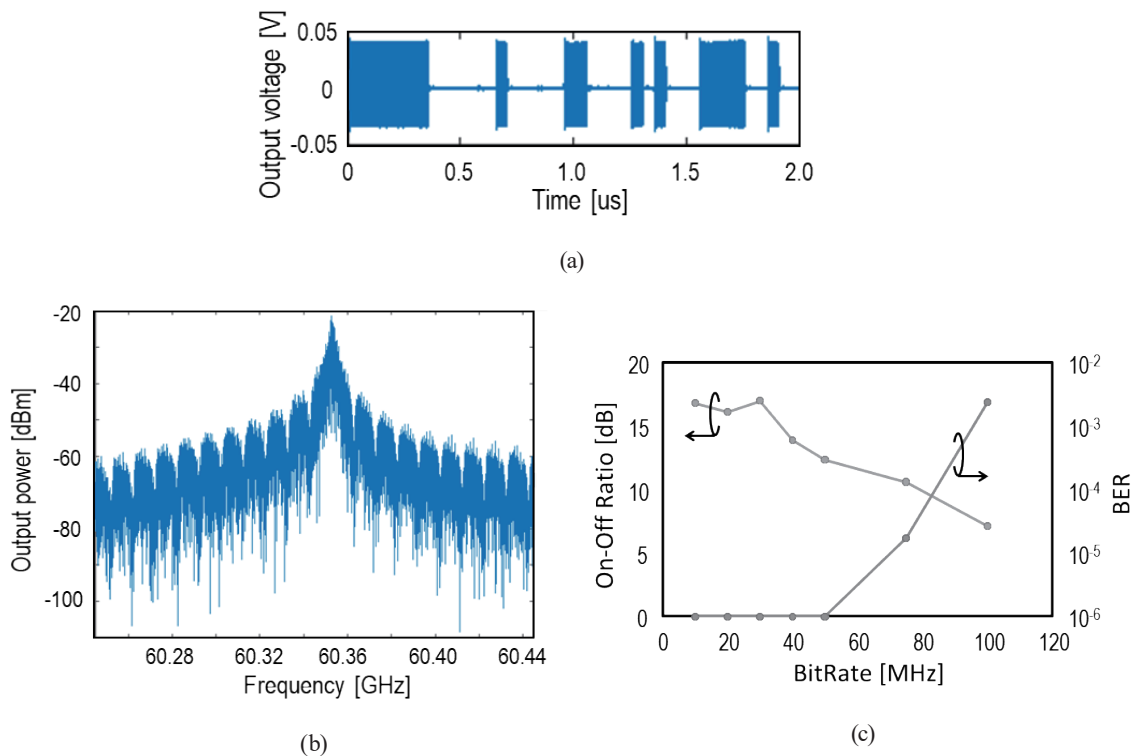 0.05
0
-0.05
Output voltage [V]
0 0.5 1.0 1.5 2.0
Time [us]
(a)
-20
-40
-60
-80
-100
Output power [dBm]
60.28 60.32 60.36 60.40 60.44
Frequency [GHz]
(b)
20
15
10
5
0
On-Off Ratio [dB]
10-2
10-3
10-4
10-5
10-6
BER
0 20 40 60 80 100 120
BitRate [MHz]
(c)